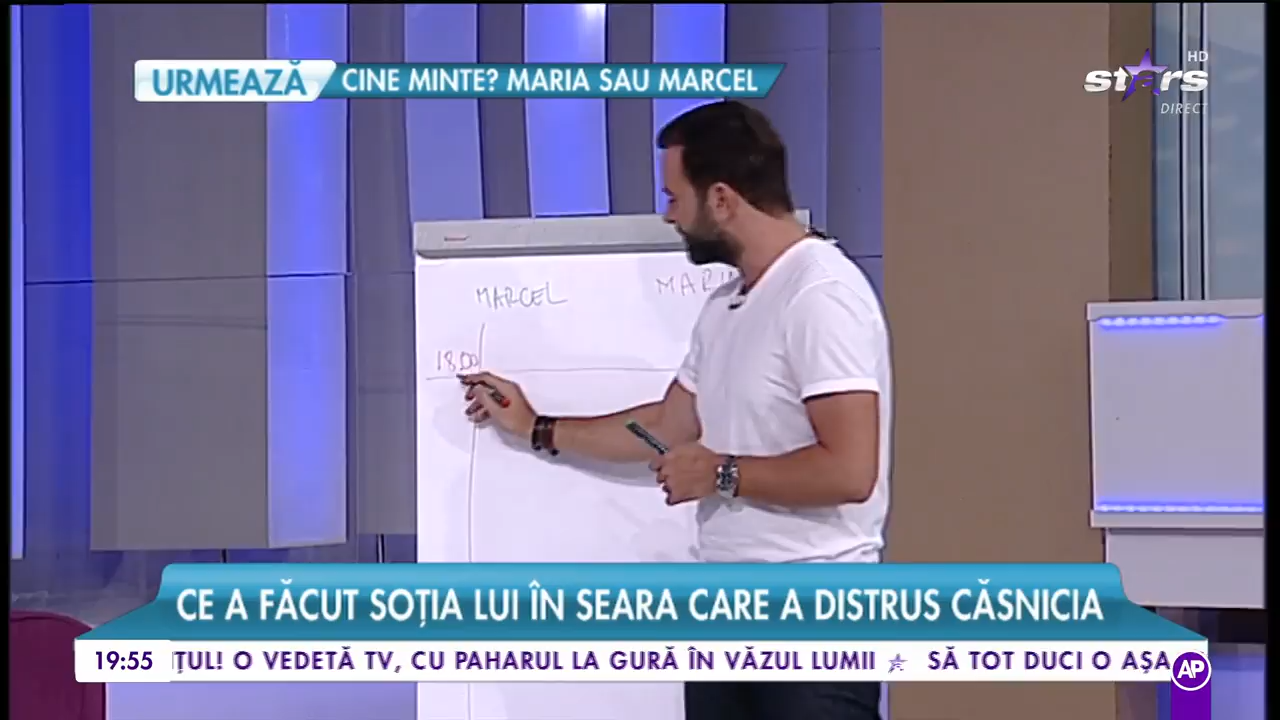 URMEAZĂ CINE MINTE? MARIA SAU MARCEL
HD
stars
DIRECT
MARCEL
18.00
CE A FĂCUT SOȚIA LUI ÎN SEARA CARE A DISTRUS CĂSNICIA
19:55 ȚUL! O VEDETĂ TV, CU PAHARUL LA GURĂ ÎN VĂZUL LUMII SĂ TOT DUCI O AȘA
AP